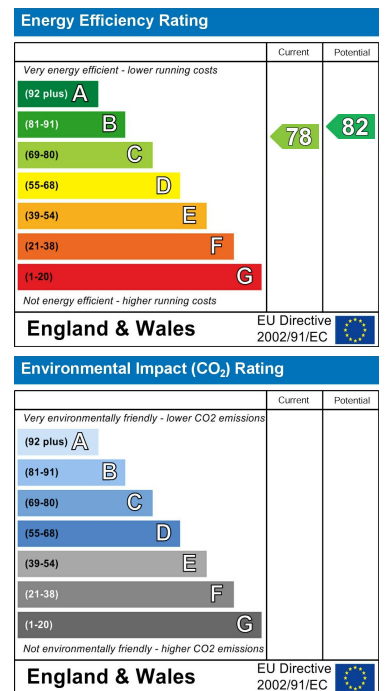 Energy Efficiency Rating
Current Potential
Very energy efficient - lower running costs
(92 plus) A
(81-91) B
(69-80) C
(55-68) D
(39-54) E
(21-38) F
(1-20) G
78 82
Not energy efficient - higher running costs
England & Wales
EU Directive
2002/91/EC
Environmental Impact (CO₂) Rating
Current Potential
Very environmentally friendly - lower CO2 emissions
(92 plus) A
(81-91) B
(69-80) C
(55-68) D
(39-54) E
(21-38) F
(1-20) G
Not environmentally friendly - higher CO2 emissions
England & Wales
EU Directive
2002/91/EC